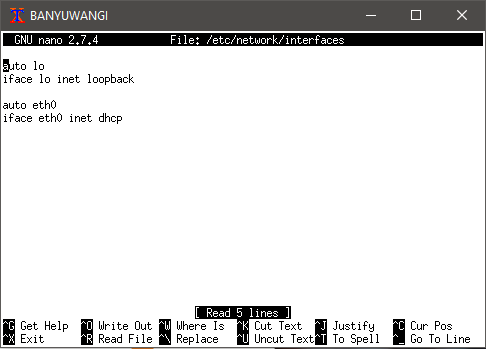 BANYUWANGI
GNU nano 2.7.4 File: /etc/network/interfaces
auto lo
iface lo inet loopback
auto eth0
iface eth0 inet dhcp
[ Read 5 lines ]
^G Get Help ^O Write Out ^W Where Is ^K Cut Text ^J Justify ^C Cur Pos
^X Exit ^R Read File ^\ Replace ^U Uncut Text ^T To Spell ^_ Go To Line